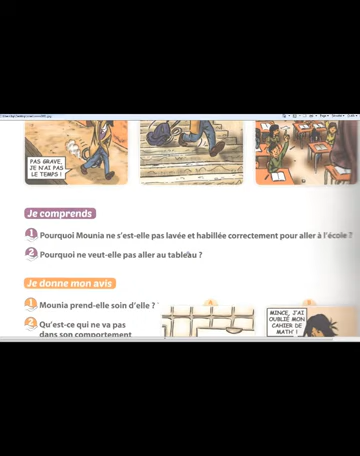 PAS GRAVE,
JE N'AI PAS
LE TEMPS !
Je comprends
1 Pourquoi Mounia ne s'est-elle pas lavée et habillée correctement pour aller à l'école ?
2 Pourquoi ne veut-elle pas aller au tableau ?
Je donne mon avis
1 Mounia prend-elle soin d'elle ?
2 Qu'est-ce qui ne va pas
dans son comportement
MINCE, J'AI
OUBLIÉ MON
CAHIER DE
MATH !